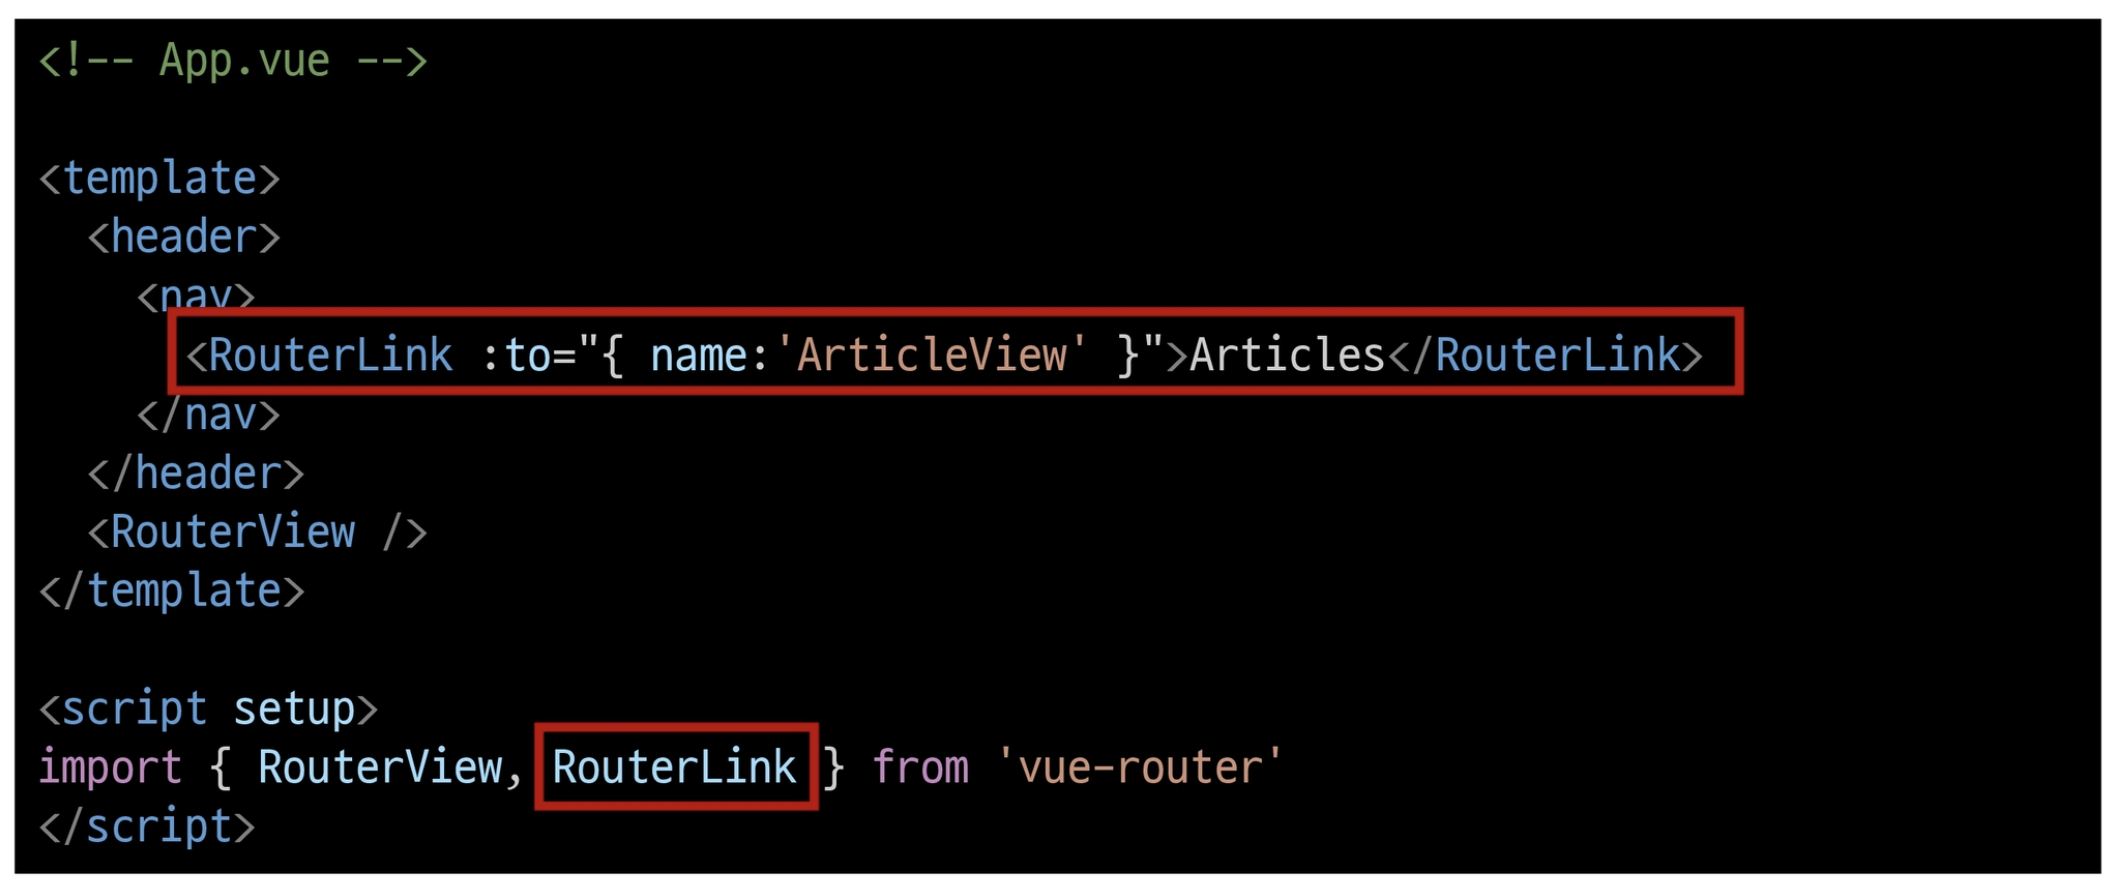 <!-- App.vue -->
<template>
<header>
<nav>
<RouterLink :to="{ name:'ArticleView' }">Articles</RouterLink>
</nav>
</header>
<RouterView />
</template>
<script setup>
import { RouterView, RouterLink } from 'vue-router'
</script>